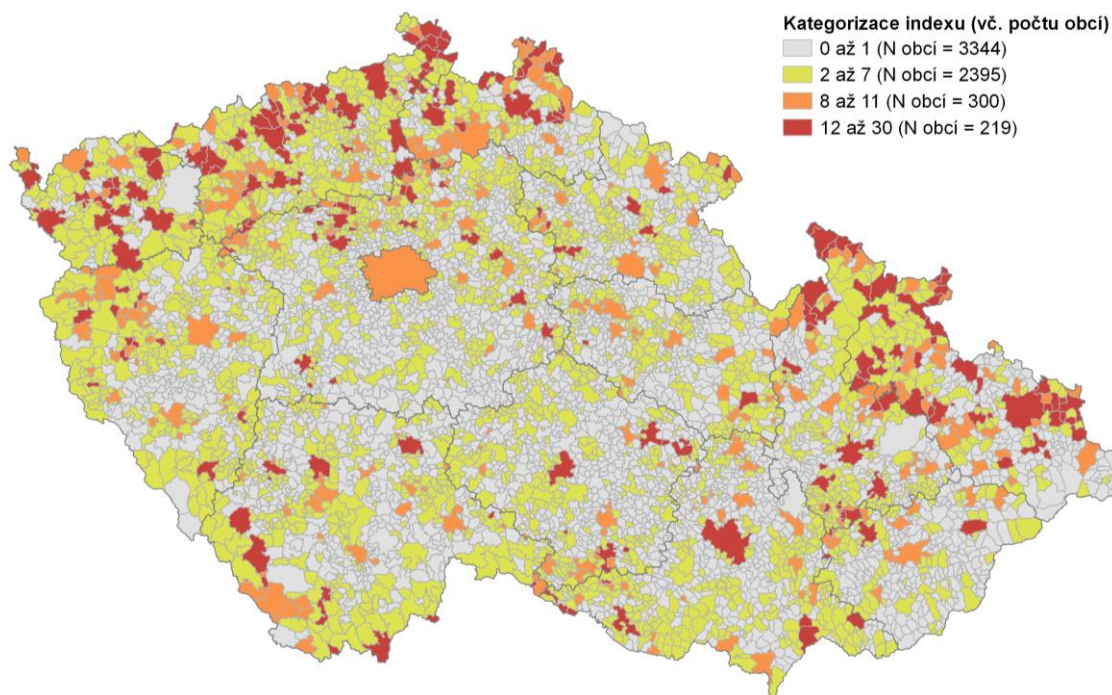 Kategorizace indexu (vč. počtu obcí)
0 až 1 (N obcí = 3344)
2 až 7 (N obcí = 2395)
8 až 11 (N obcí = 300)
12 až 30 (N obcí = 219)